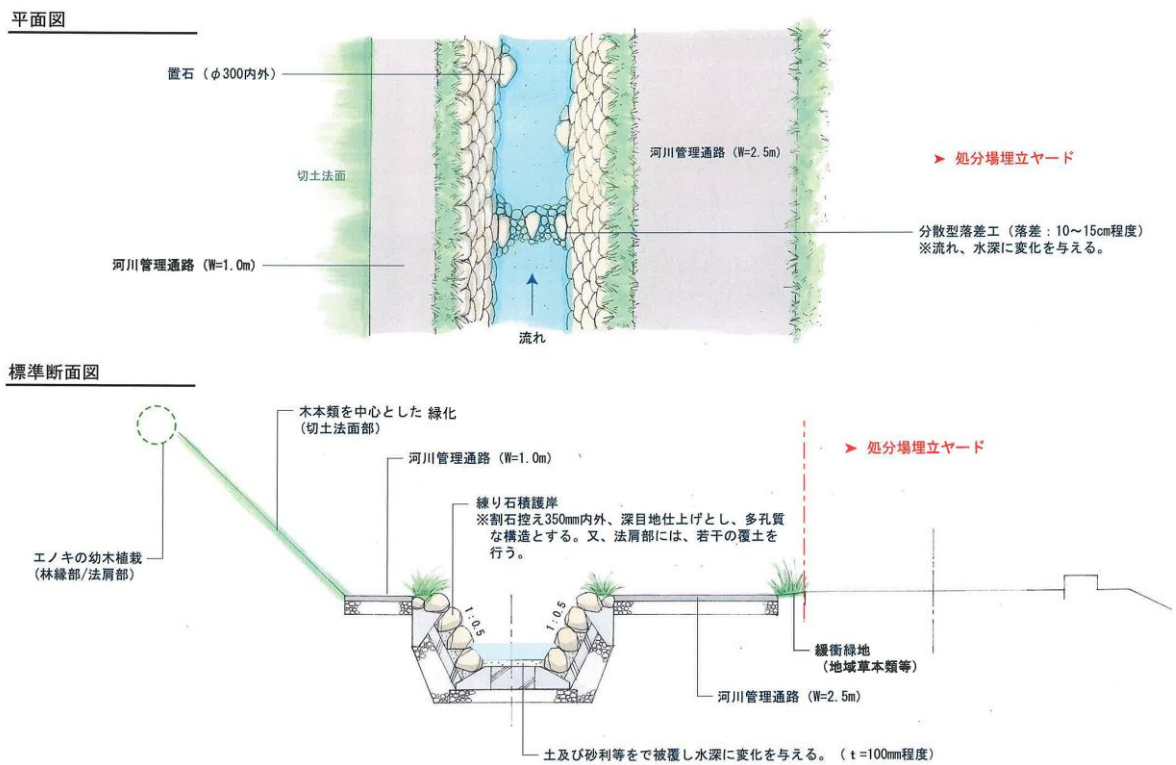 平面図
置石（φ300内外）
切土法面
河川管理通路（W=2.5m）
➤ 処分場埋立ヤード
分散型落差工（落差：10～15cm程度）
※流れ、水深に変化を与える。
河川管理通路（W=1.0m）
流れ
標準断面図
木本類を中心とした 緑化
（切土法面部）
➤ 処分場埋立ヤード
河川管理通路（W=1.0m）
練り石積護岸
※割石控え350mm内外、深目地仕上げとし、多孔質
な構造とする。又、法肩部には、若干の覆土を
行う。
エノキの幼木植栽
（林縁部/法肩部）
1:0.5
1:0.5
緩衝緑地
（地域草本類等）
河川管理通路（W=2.5m）
土及び砂利等をで被覆し水深に変化を与える。（ｔ=100mm程度）